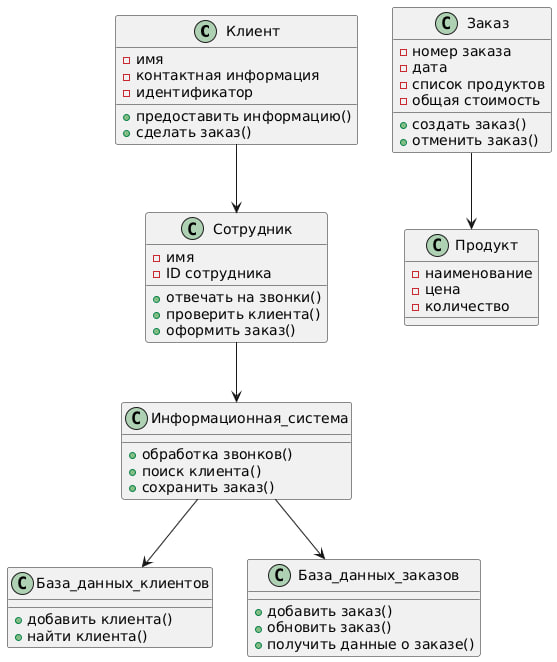 C Клиент
имя
контактная информация
идентификатор
предоставить информацию()
сделать заказ()
C Заказ
номер заказа
дата
список продуктов
общая стоимость
создать заказ()
отменить заказ()
C Сотрудник
имя
ID сотрудника
отвечать на звонки()
проверить клиента()
оформить заказ()
C Продукт
наименование
цена
количество
C Информационная_система
обработка звонков()
поиск клиента()
сохранить заказ()
C База_данных_клиентов
добавить клиента()
найти клиента()
C База_данных_заказов
добавить заказ()
обновить заказ()
получить данные о заказе()